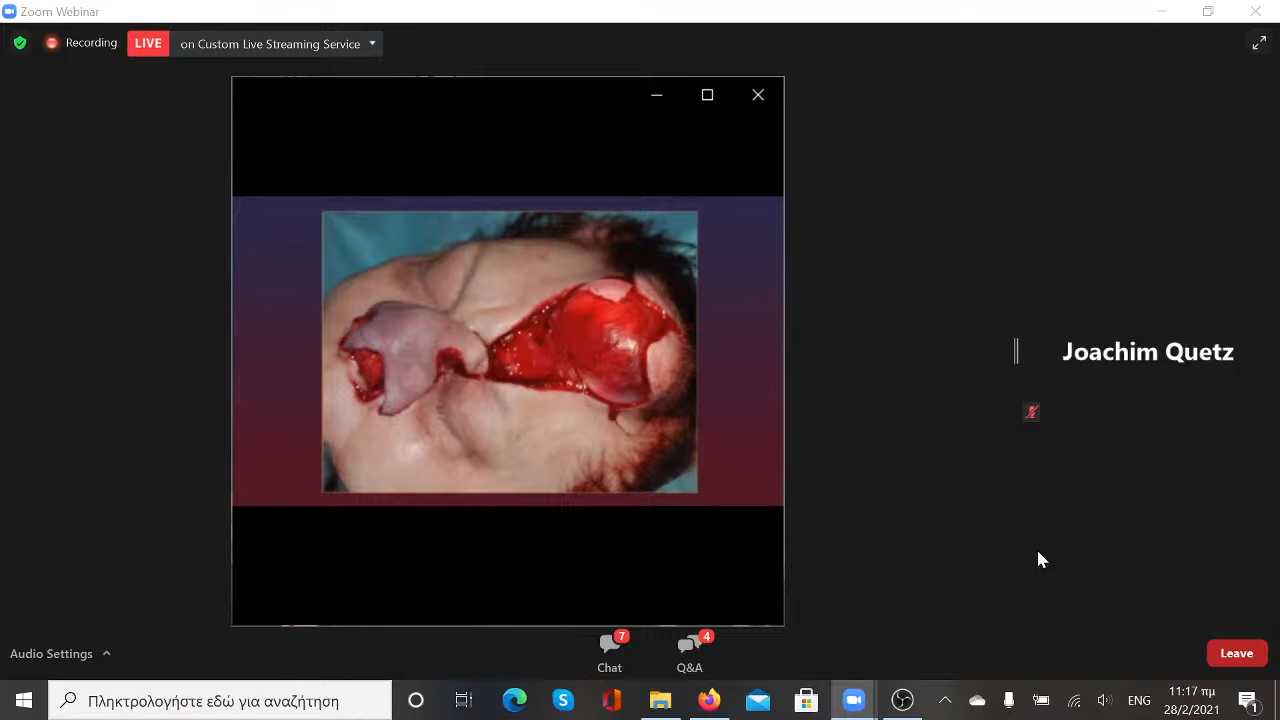 Zoom Webinar
Recording
LIVE
on Custom Live Streaming Service
Joachim Quetz
Audio Settings
7
Chat
4
Q&A
Leave
Πληκτρολογήστε εδώ για αναζήτηση
ENG
11:17 πμ
28/2/2021
1